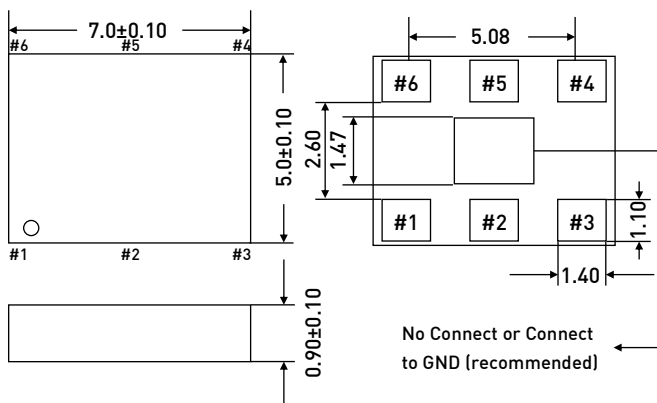 7.0±0.10
#6 #5 #4
5.0±0.10
#1 #2 #3
0.90±0.10
5.08
#6 #5 #4
2.60
1.47
#1 #2 #3
1.10
1.40
No Connect or Connect
to GND (recommended)